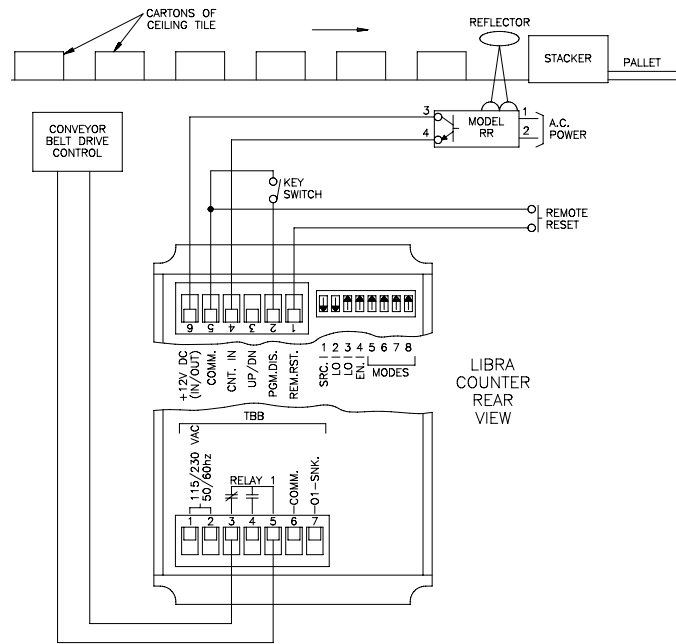 CARTONS OF
CEILING TILE
REFLECTOR
STACKER
PALLET
3
4
MODEL
RR
1
2
A.C.
POWER
CONVEYOR
BELT DRIVE
CONTROL
KEY
SWITCH
REMOTE
RESET
6 5 4 3 2 1
+12V DC
(IN/OUT)
COMM.
CNT. IN
UP/DN
PGM.DIS.
REM.RST.
1 2 3 4 5 6 7 8
SRC.
LO
LO
EN.
MODES
LIBRA
COUNTER
REAR
VIEW
TBB
115/230 VAC
50/60hz
RELAY 1
COMM.
O1-SNK.
1 2 3 4 5 6 7